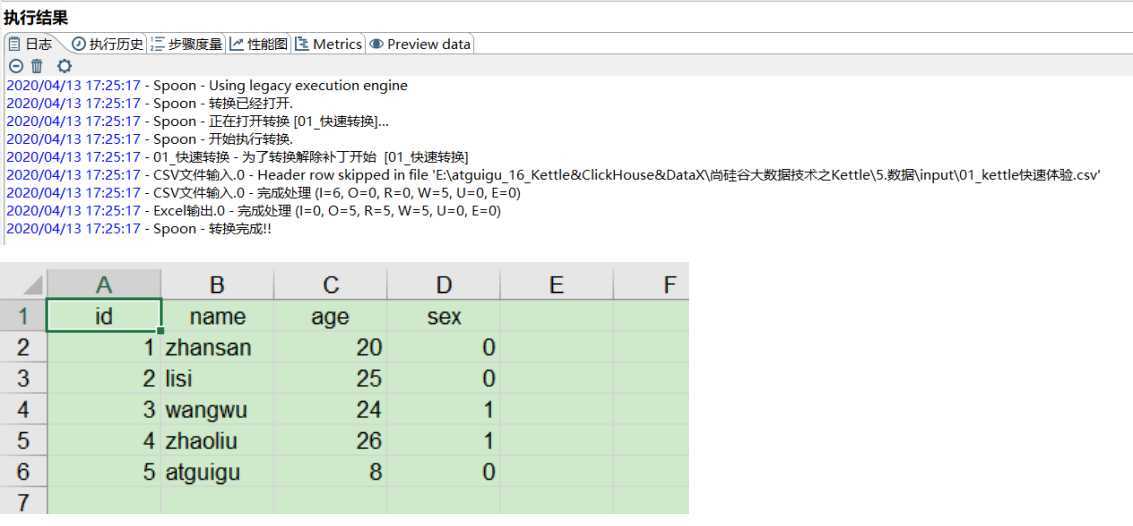 执行结果
日志 执行历史 步骤度量 性能图 Metrics Preview data
2020/04/13 17:25:17 - Spoon - Using legacy execution engine
2020/04/13 17:25:17 - Spoon - 转换已经打开.
2020/04/13 17:25:17 - Spoon - 正在打开转换 [01_快速转换]...
2020/04/13 17:25:17 - Spoon - 开始执行转换.
2020/04/13 17:25:17 - 01_快速转换 - 为了转换解除补丁开始  [01_快速转换]
2020/04/13 17:25:17 - CSV文件输入.0 - Header row skipped in file 'E:\atguigu_16_Kettle&ClickHouse&DataX\尚硅谷大数据技术之Kettle\5.数据\input\01_kettle快速体验.csv'
2020/04/13 17:25:17 - CSV文件输入.0 - 完成处理 (I=6, O=0, R=0, W=5, U=0, E=0)
2020/04/13 17:25:17 - Excel输出.0 - 完成处理 (I=0, O=5, R=5, W=5, U=0, E=0)
2020/04/13 17:25:17 - Spoon - 转换完成!!
A B C D E F
1 id name age sex
2 1 zhansan 20 0
3 2 lisi 25 0
4 3 wangwu 24 1
5 4 zhaoliu 26 1
6 5 atguigu 8 0
7